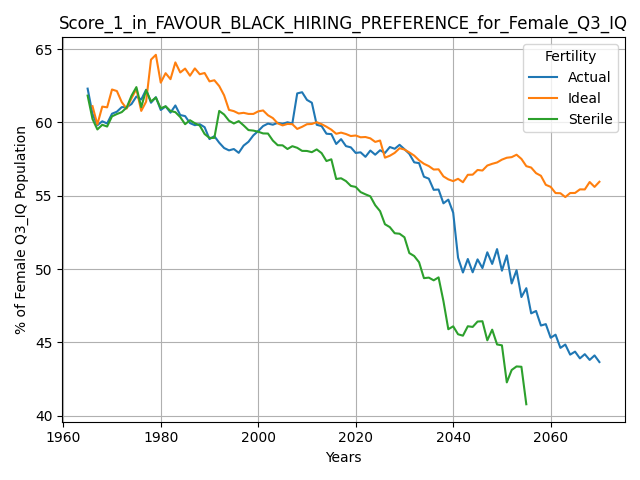 Score_1_in_FAVOUR_BLACK_HIRING_PREFERENCE_for_Female_Q3_IQ
65
60
55
50
45
40
% of Female Q3_IQ Population
Fertility
Actual
Ideal
Sterile
1960
1980
2000
2020
2040
2060
Years